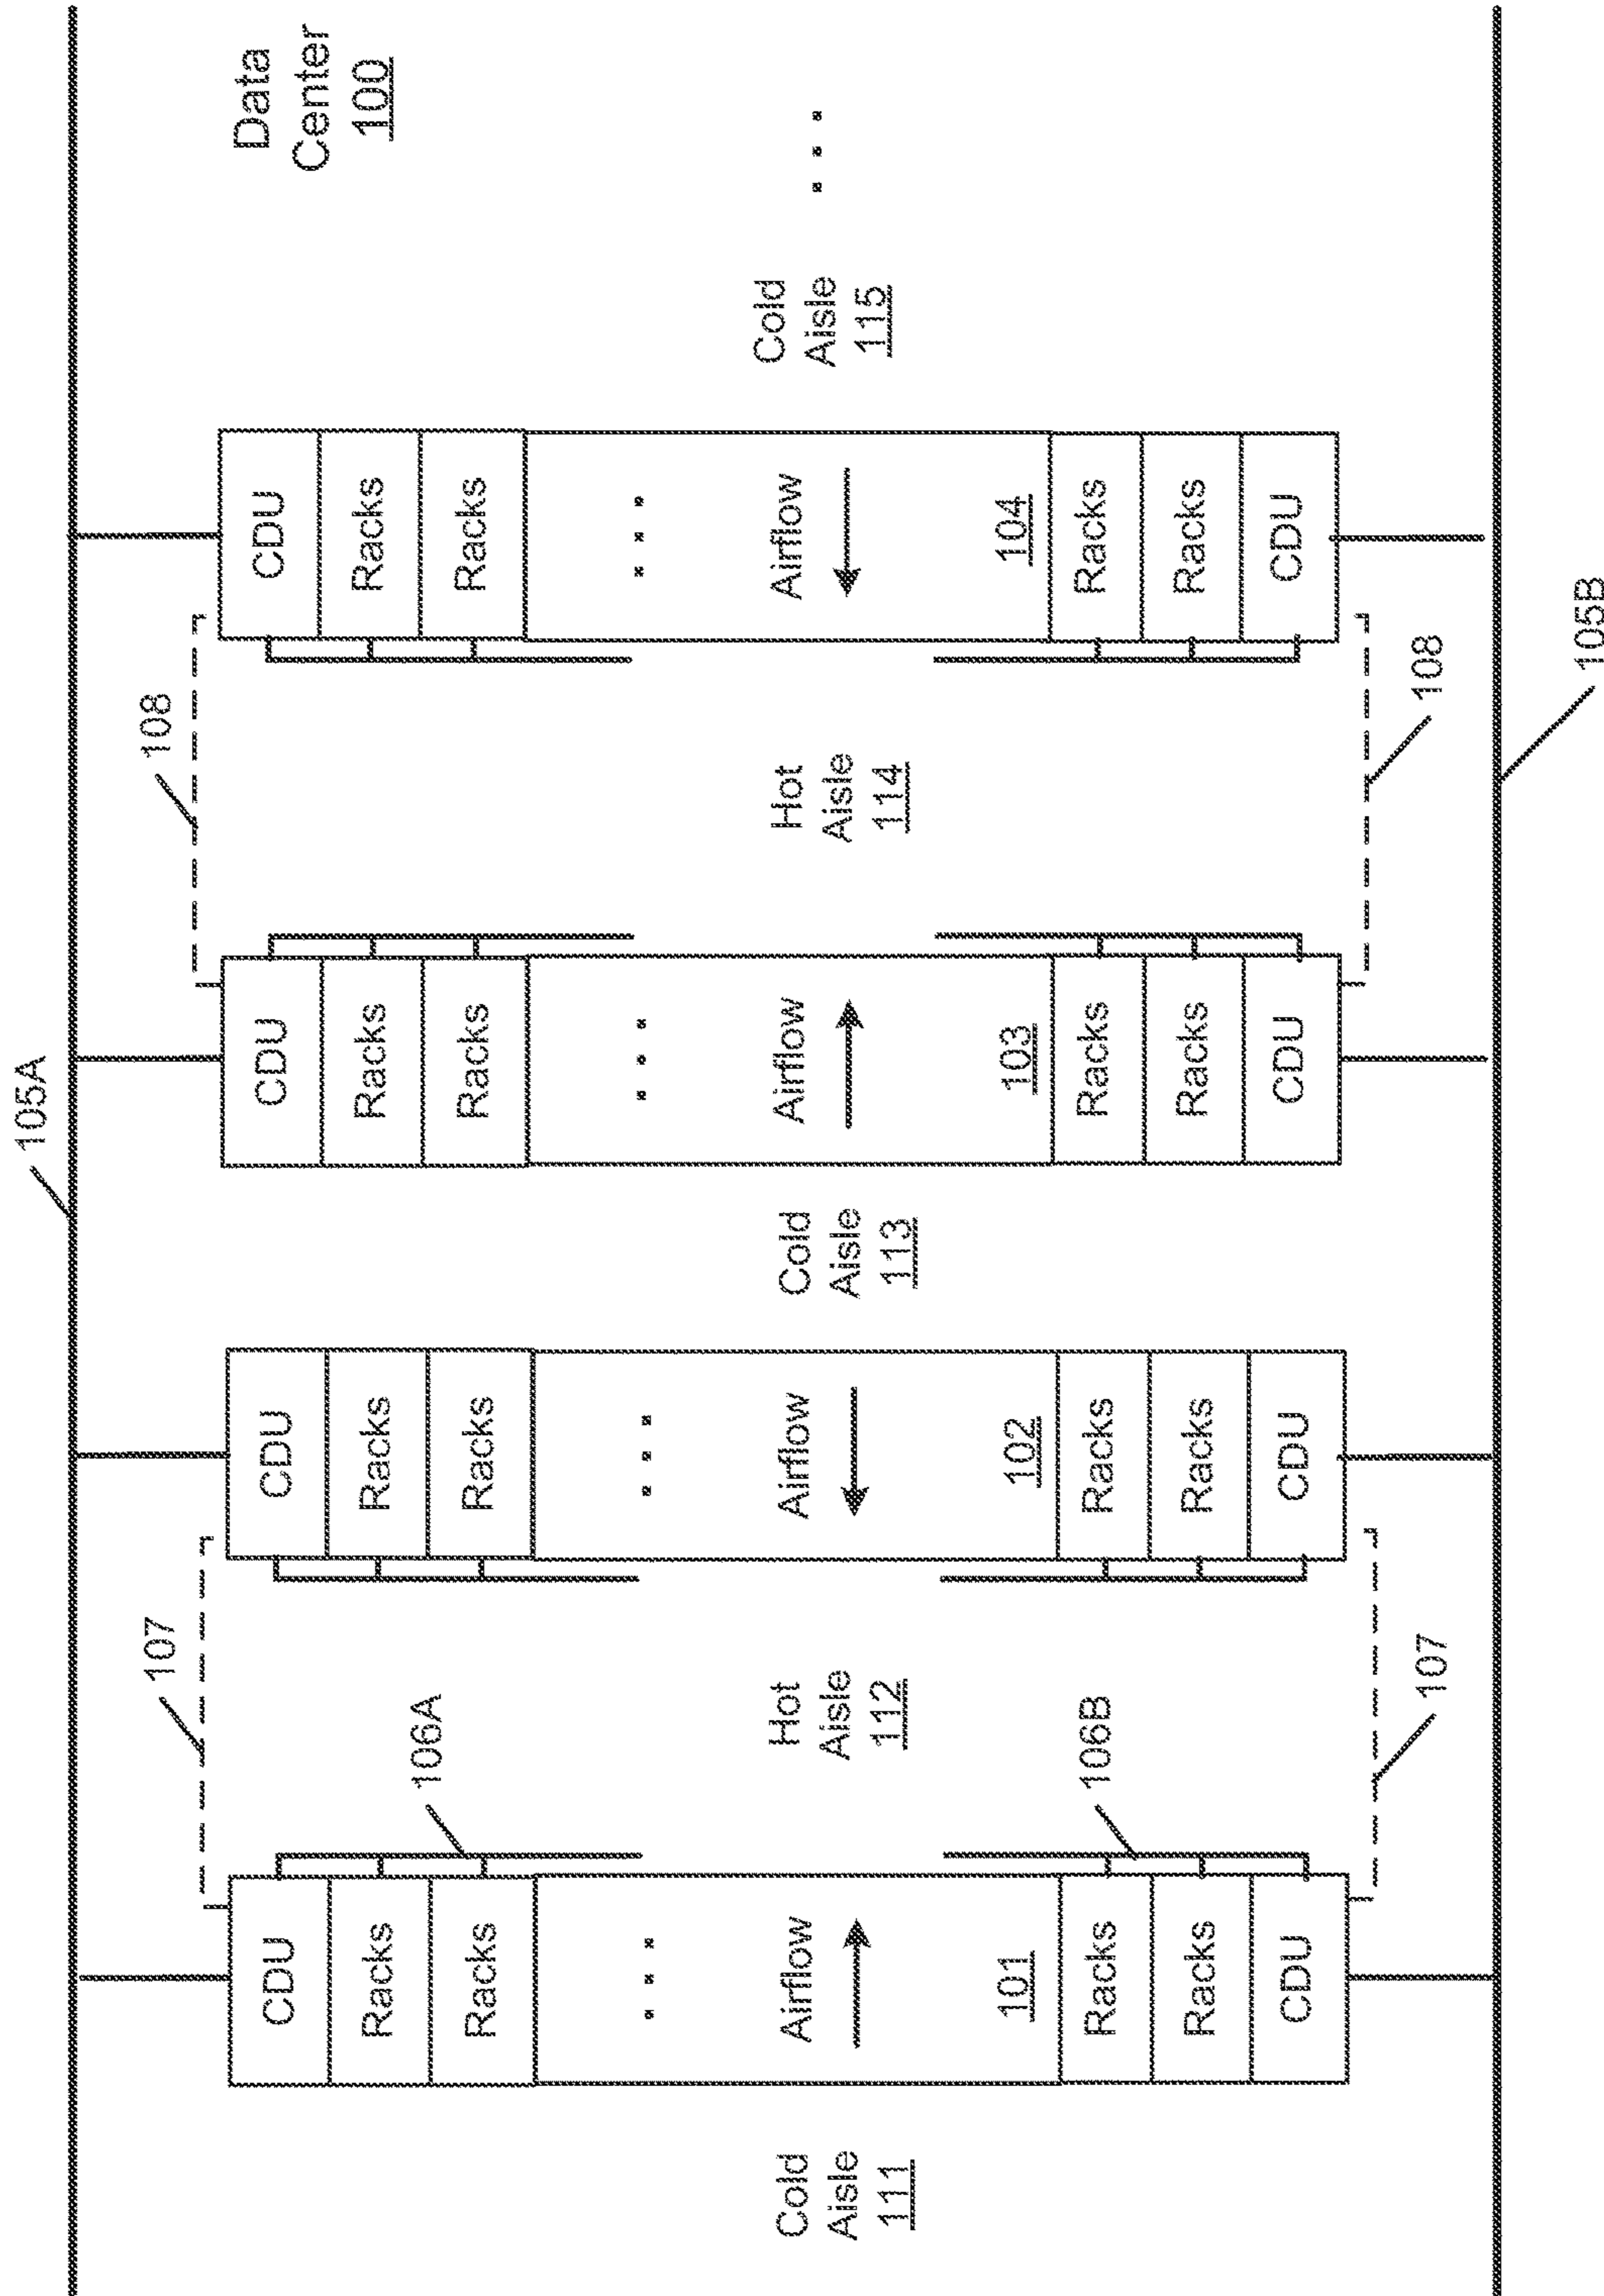 105A
Data
Center
100
107
108
CDU
Racks
Racks
Airflow
101
Racks
Racks
CDU
CDU
Racks
Racks
Airflow
102
Racks
Racks
CDU
CDU
Racks
Racks
Airflow
103
Racks
Racks
CDU
CDU
Racks
Racks
Airflow
104
Racks
Racks
CDU
106A
106B
Cold
Aisle
111
Hot
Aisle
112
Cold
Aisle
113
Hot
Aisle
114
Cold
Aisle
115
107
108
105B